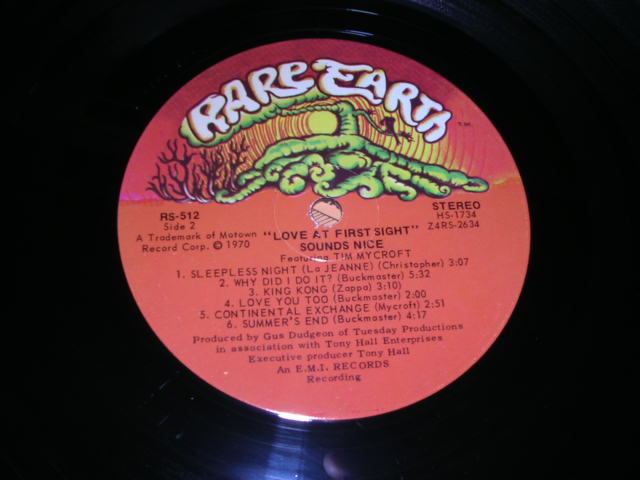 RARE EARTH
T.M.
RS-512
Side 2
A Trademark of Motown
Record Corp. © 1970
"LOVE AT FIRST SIGHT"
SOUNDS NICE
Featuring TIM MYCROFT
STEREO
HS-1734
Z4RS-2634
1. SLEEPLESS NIGHT (La JEANNE) (Christopher) 3:07
2. WHY DID I DO IT? (Buckmaster) 5:32
3. KING KONG (Zappa) 3:10)
4. LOVE YOU TOO (Buckmaster) 2:00
5. CONTINENTAL EXCHANGE (Mycroft) 2:51
6. SUMMER'S END (Buckmaster) 4:17
Produced by Gus Dudgeon of Tuesday Productions
in association with Tony Hall Enterprises
Executive producer Tony Hall
An E.M.I. RECORDS
Recording